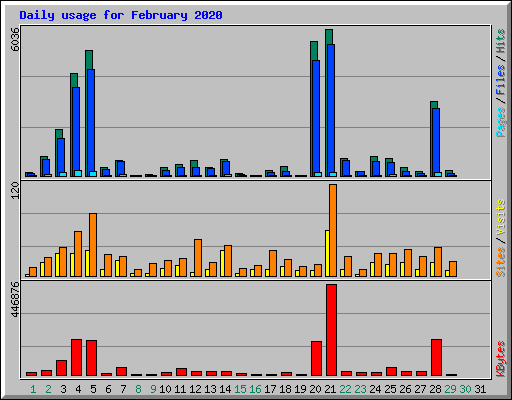 Daily usage for February 2020
6036
Pages / Files / Hits
120
Sites / Visits
446876
KBytes
1 2 3 4 5 6 7 8 9 10 11 12 13 14 15 16 17 18 19 20 21 22 23 24 25 26 27 28 29 30 31